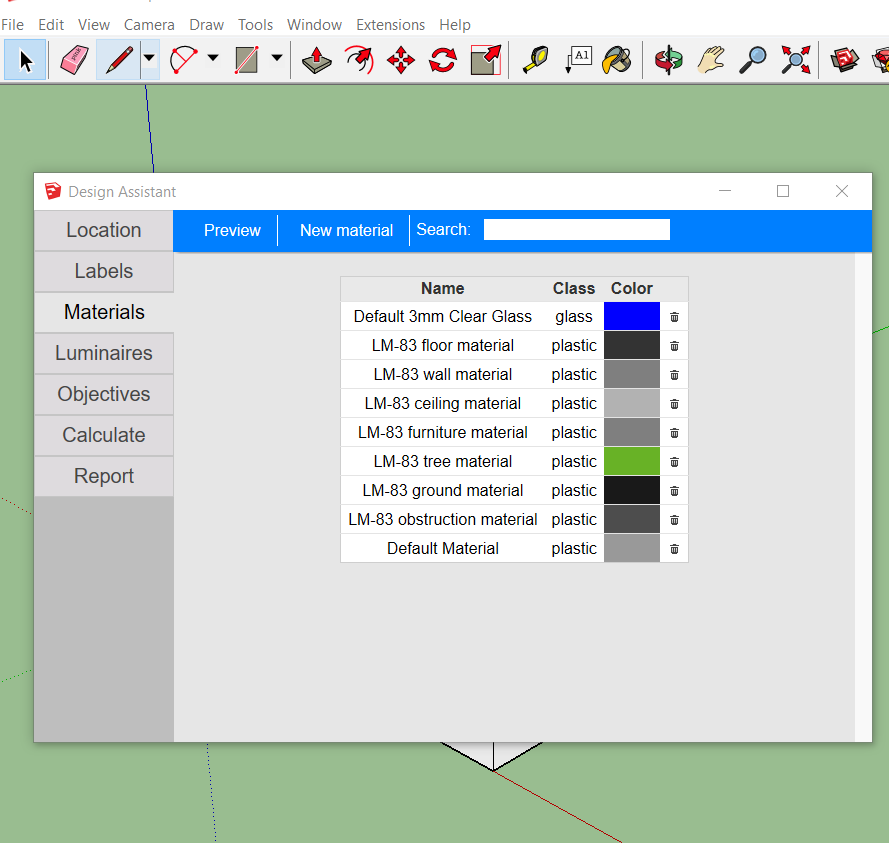 File Edit View Camera Draw Tools Window Extensions Help
A1
Design Assistant
Location
Labels
Materials
Luminaires
Objectives
Calculate
Report
Preview New material Search:
Name Class Color
Default 3mm Clear Glass glass
LM-83 floor material plastic
LM-83 wall material plastic
LM-83 ceiling material plastic
LM-83 furniture material plastic
LM-83 tree material plastic
LM-83 ground material plastic
LM-83 obstruction material plastic
Default Material plastic